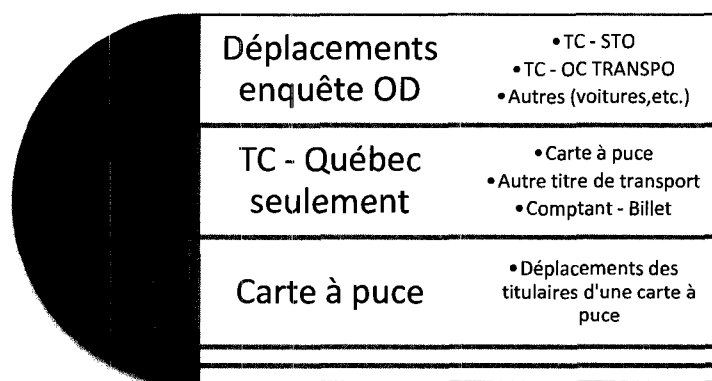 Déplacements
enquête OD
•TC - STO
•TC - OC TRANSPO
•Autres (voitures,etc.)
TC - Québec
seulement
•Carte à puce
•Autre titre de transport
•Comptant - Billet
Carte à puce
•Déplacements des
titulaires d'une carte à
puce